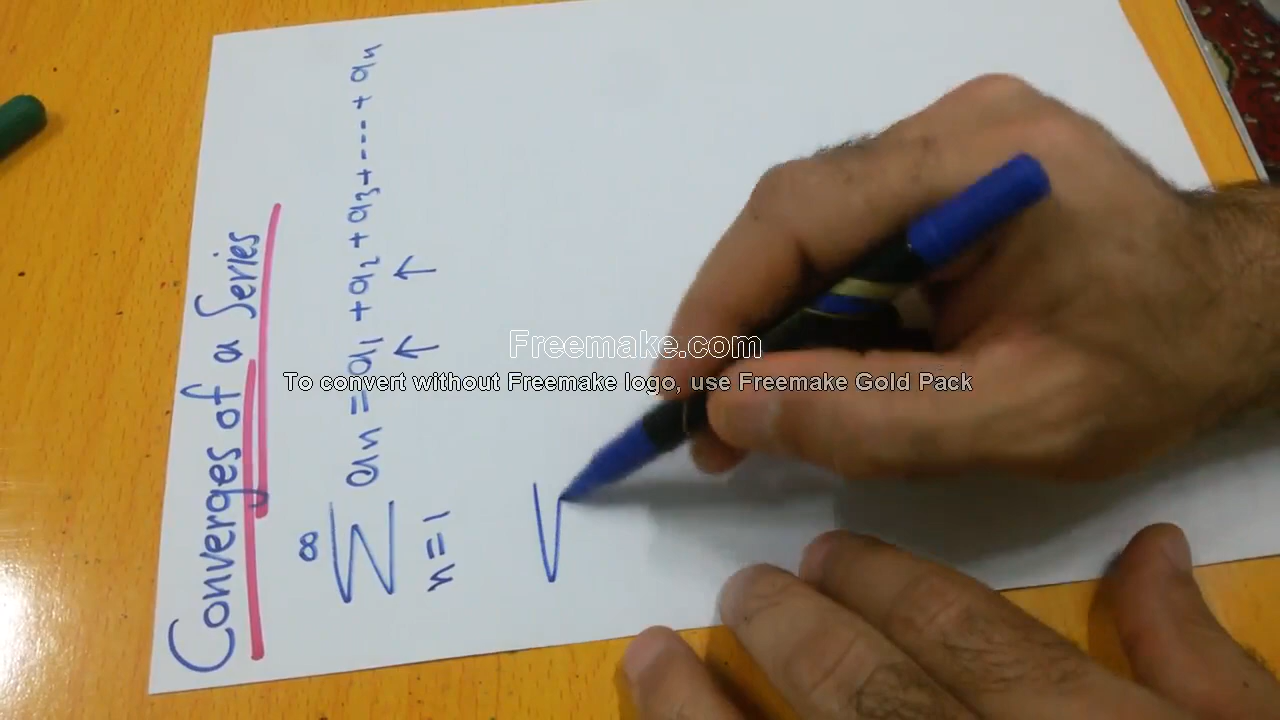 Converges of a Series
∞
∑ an = a1 + a2 + a3 + ---- + an
n=1
Freemake.com
To convert without Freemake logo, use Freemake Gold Pack